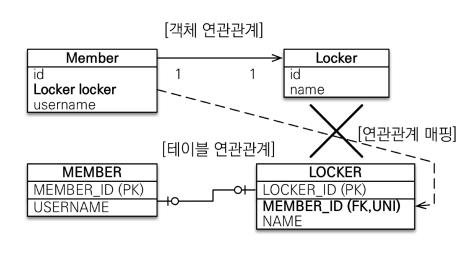 [객체 연관관계]
Member
Locker
id
1
1
id
Locker locker
name
username
[연관관계 매핑]
[테이블 연관관계]
MEMBER
LOCKER
MEMBER_ID (PK)
LOCKER_ID (PK)
USERNAME
MEMBER_ID (FK,UNI)
NAME